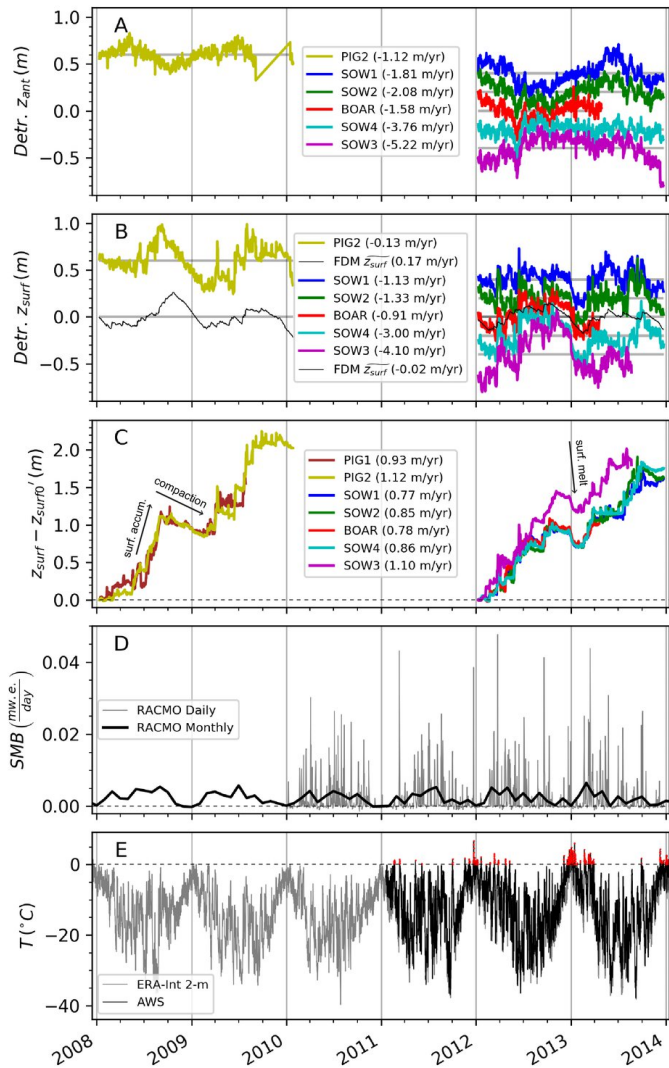 A
Detr. z_ant (m)
1.0
0.5
0.0
−0.5
PIG2 (-1.12 m/yr)
SOW1 (-1.81 m/yr)
SOW2 (-2.08 m/yr)
BOAR (-1.58 m/yr)
SOW4 (-3.76 m/yr)
SOW3 (-5.22 m/yr)
B
Detr. z_surf (m)
1.0
0.5
0.0
−0.5
PIG2 (-0.13 m/yr)
FDM z_surf (0.17 m/yr)
SOW1 (-1.13 m/yr)
SOW2 (-1.33 m/yr)
BOAR (-0.91 m/yr)
SOW4 (-3.00 m/yr)
SOW3 (-4.10 m/yr)
FDM z_surf (-0.02 m/yr)
C
z_surf − z_surf0' (m)
2.0
1.5
1.0
0.5
0.0
surf. accum.
compaction
surf. melt
PIG1 (0.93 m/yr)
PIG2 (1.12 m/yr)
SOW1 (0.77 m/yr)
SOW2 (0.85 m/yr)
BOAR (0.78 m/yr)
SOW4 (0.86 m/yr)
SOW3 (1.10 m/yr)
D
SMB (mw.e./day)
0.04
0.02
0.00
RACMO Daily
RACMO Monthly
E
T (°C)
0
−20
−40
ERA-Int 2-m
AWS
2008 2009 2010 2011 2012 2013 2014